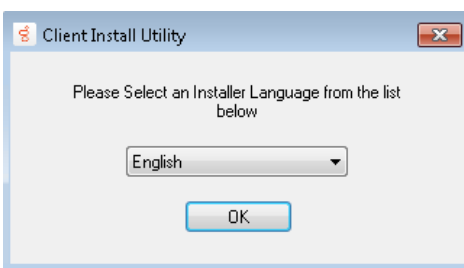 Client Install Utility
Please Select an Installer Language from the list
below
English
OK